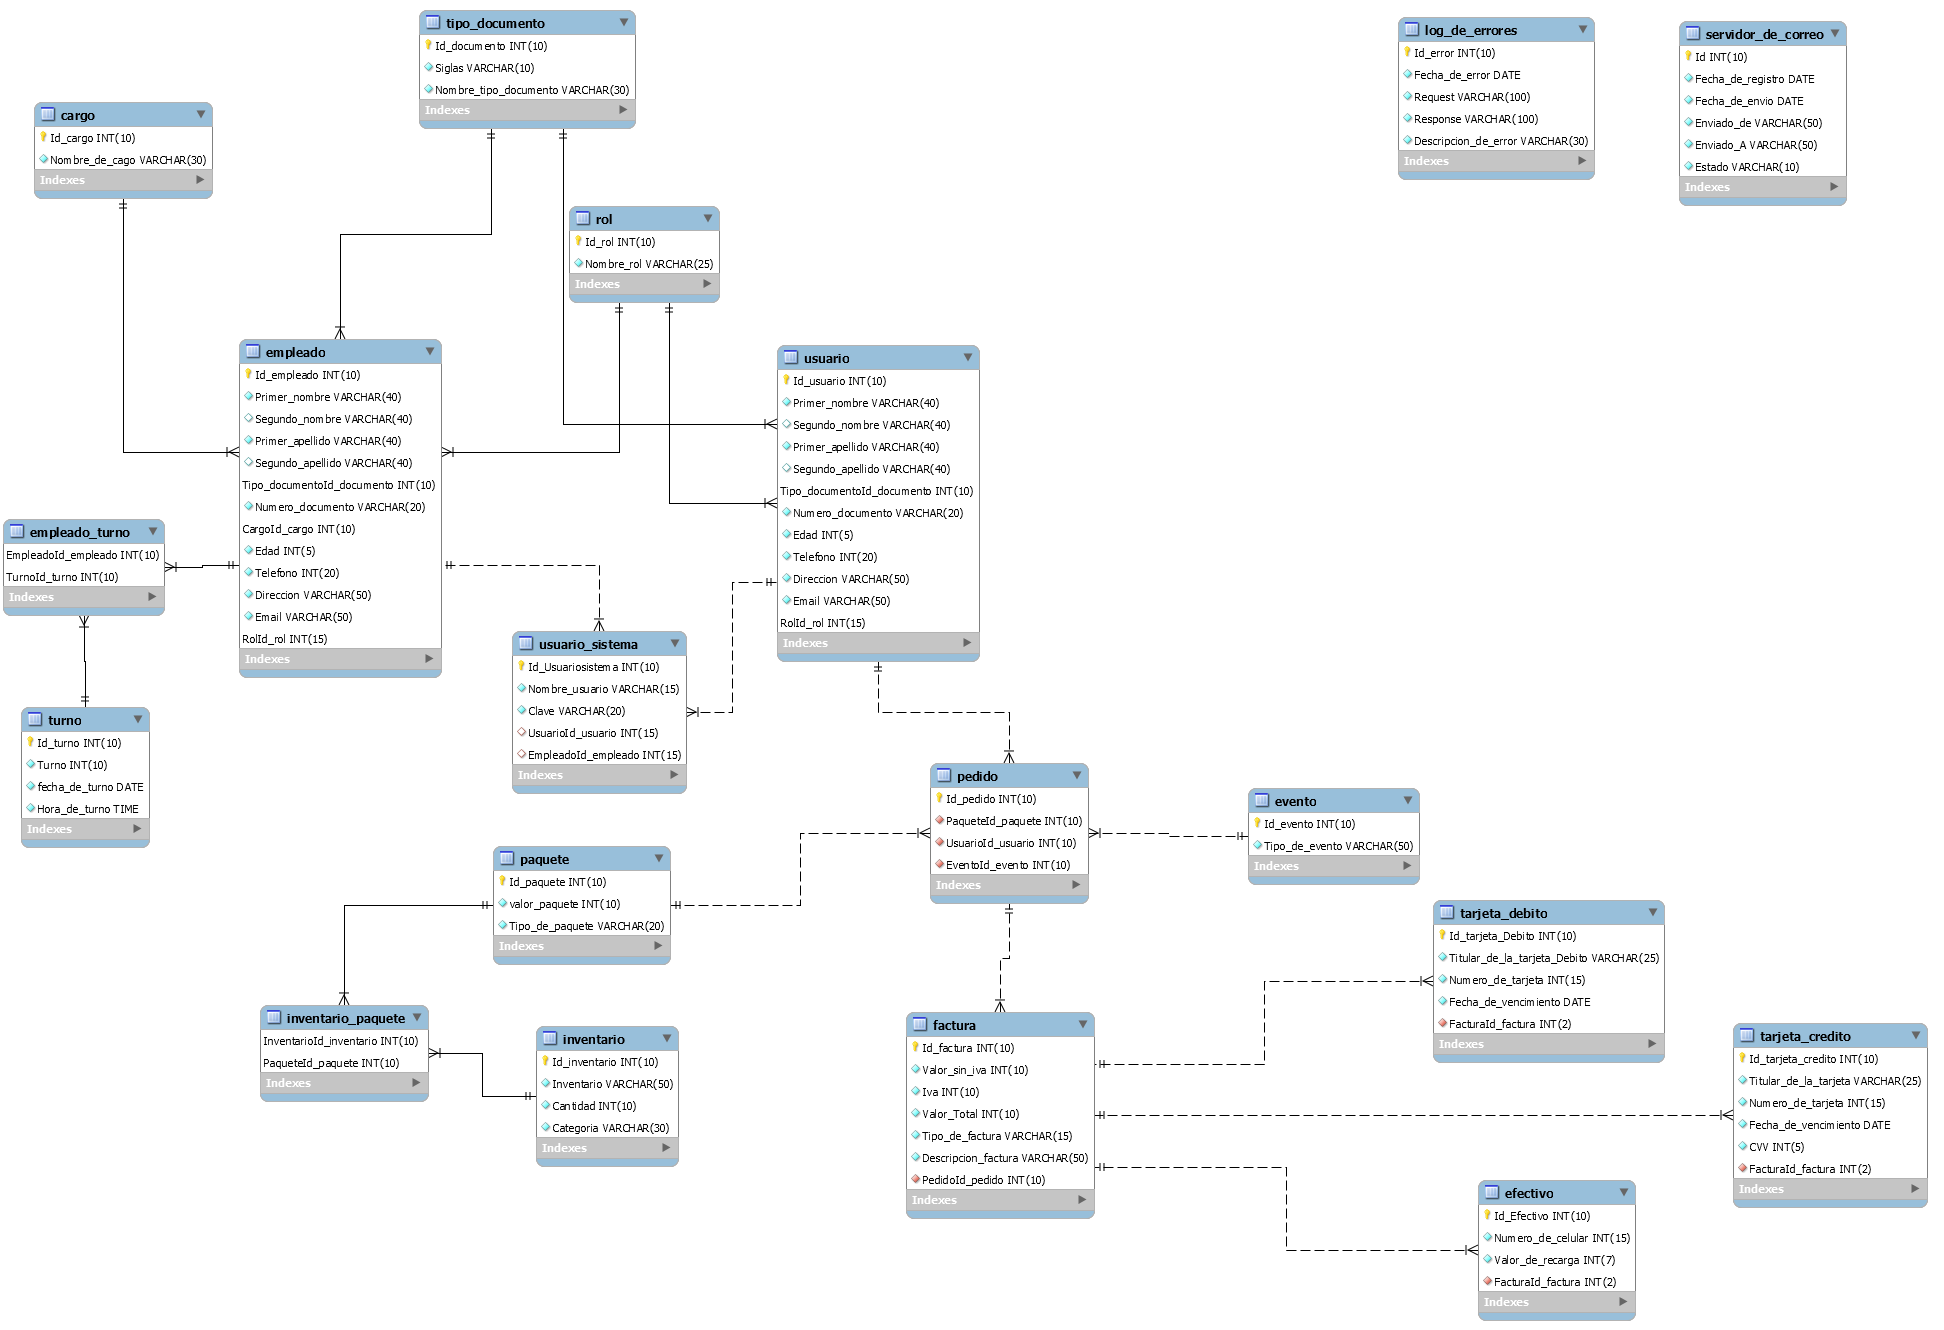 tipo_documento
Id_documento INT(10)
Siglas VARCHAR(10)
Nombre_tipo_documento VARCHAR(30)
Indexes
log_de_errores
Id_error INT(10)
Fecha_de_error DATE
Request VARCHAR(100)
Response VARCHAR(100)
Descripcion_de_error VARCHAR(30)
Indexes
servidor_de_correo
Id INT(10)
Fecha_de_registro DATE
Fecha_de_envio DATE
Enviado_de VARCHAR(50)
Enviado_A VARCHAR(50)
Estado VARCHAR(10)
Indexes
cargo
Id_cargo INT(10)
Nombre_de_cago VARCHAR(30)
Indexes
rol
Id_rol INT(10)
Nombre_rol VARCHAR(25)
Indexes
empleado
Id_empleado INT(10)
Primer_nombre VARCHAR(40)
Segundo_nombre VARCHAR(40)
Primer_apellido VARCHAR(40)
Segundo_apellido VARCHAR(40)
Tipo_documentoId_documento INT(10)
Numero_documento VARCHAR(20)
CargoId_cargo INT(10)
Edad INT(5)
Telefono INT(20)
Direccion VARCHAR(50)
Email VARCHAR(50)
RolId_rol INT(15)
Indexes
usuario
Id_usuario INT(10)
Primer_nombre VARCHAR(40)
Segundo_nombre VARCHAR(40)
Primer_apellido VARCHAR(40)
Segundo_apellido VARCHAR(40)
Tipo_documentoId_documento INT(10)
Numero_documento VARCHAR(20)
Edad INT(5)
Telefono INT(20)
Direccion VARCHAR(50)
Email VARCHAR(50)
RolId_rol INT(15)
Indexes
empleado_turno
EmpleadoId_empleado INT(10)
TurnoId_turno INT(10)
Indexes
usuario_sistema
Id_Usuariosistema INT(10)
Nombre_usuario VARCHAR(15)
Clave VARCHAR(20)
UsuarioId_usuario INT(15)
EmpleadoId_empleado INT(15)
Indexes
turno
Id_turno INT(10)
Turno INT(10)
fecha_de_turno DATE
Hora_de_turno TIME
Indexes
pedido
Id_pedido INT(10)
PaqueteId_paquete INT(10)
UsuarioId_usuario INT(10)
EventoId_evento INT(10)
Indexes
evento
Id_evento INT(10)
Tipo_de_evento VARCHAR(50)
Indexes
paquete
Id_paquete INT(10)
valor_paquete INT(10)
Tipo_de_paquete VARCHAR(20)
Indexes
tarjeta_debito
Id_tarjeta_Debito INT(10)
Titular_de_la_tarjeta_Debito VARCHAR(25)
Numero_de_tarjeta INT(15)
Fecha_de_vencimiento DATE
FacturaId_factura INT(2)
Indexes
inventario_paquete
InventarioId_inventario INT(10)
PaqueteId_paquete INT(10)
Indexes
inventario
Id_inventario INT(10)
Inventario VARCHAR(50)
Cantidad INT(10)
Categoria VARCHAR(30)
Indexes
factura
Id_factura INT(10)
Valor_sin_iva INT(10)
Iva INT(10)
Valor_Total INT(10)
Tipo_de_factura VARCHAR(15)
Descripcion_factura VARCHAR(50)
PedidoId_pedido INT(10)
Indexes
tarjeta_credito
Id_tarjeta_credito INT(10)
Titular_de_la_tarjeta VARCHAR(25)
Numero_de_tarjeta INT(15)
Fecha_de_vencimiento DATE
CVV INT(5)
FacturaId_factura INT(2)
Indexes
efectivo
Id_Efectivo INT(10)
Numero_de_celular INT(15)
Valor_de_recarga INT(7)
FacturaId_factura INT(2)
Indexes